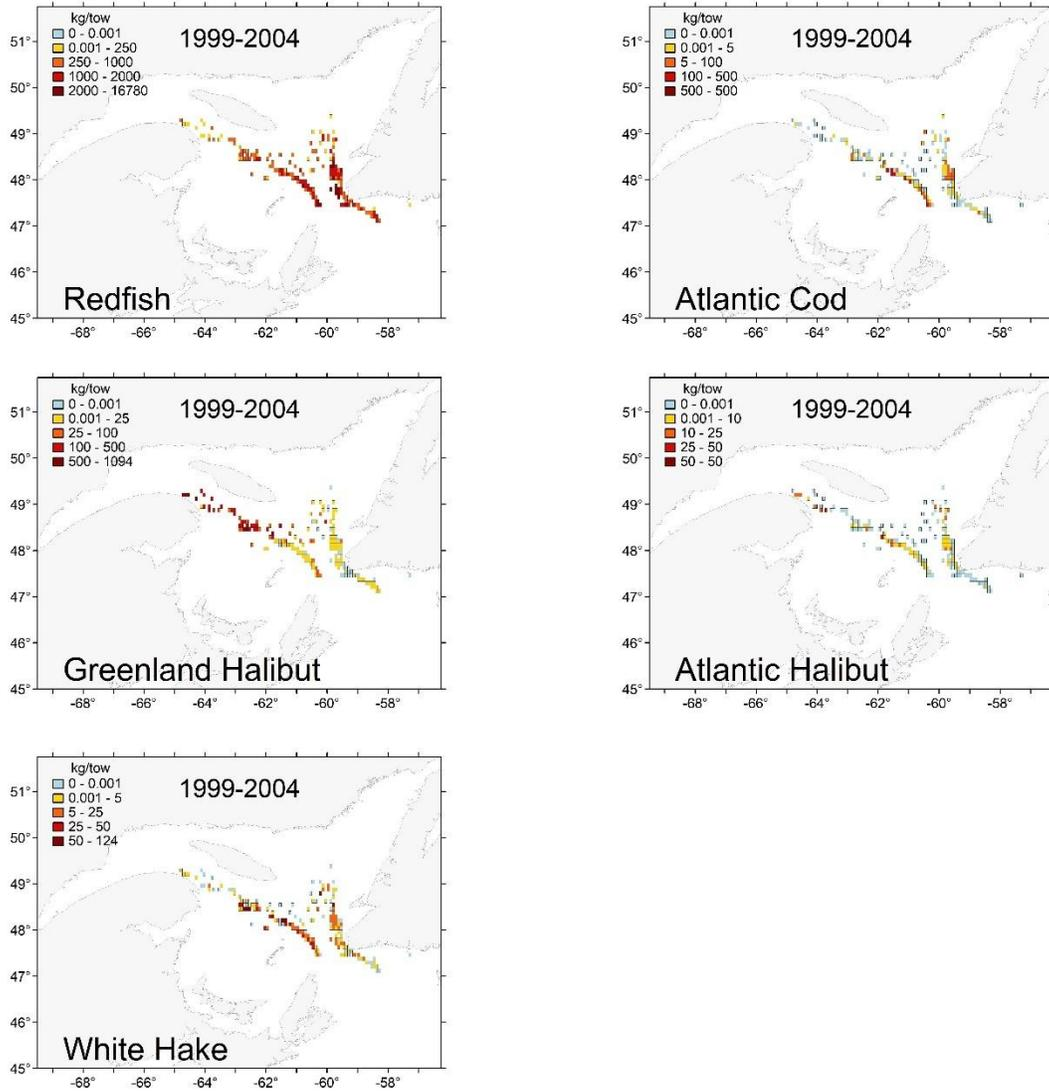 kg/tow
0 - 0.001
0.001 - 250
250 - 1000
1000 - 2000
2000 - 16780
1999-2004
51°
50°
49°
48°
47°
46°
45°
Redfish
-68° -66° -64° -62° -60° -58°
kg/tow
0 - 0.001
0.001 - 5
5 - 100
100 - 500
500 - 500
1999-2004
51°
50°
49°
48°
47°
46°
45°
Atlantic Cod
-68° -66° -64° -62° -60° -58°
kg/tow
0 - 0.001
0.001 - 25
25 - 100
100 - 500
500 - 1094
1999-2004
51°
50°
49°
48°
47°
46°
45°
Greenland Halibut
-68° -66° -64° -62° -60° -58°
kg/tow
0 - 0.001
0.001 - 10
10 - 25
25 - 50
50 - 50
1999-2004
51°
50°
49°
48°
47°
46°
45°
Atlantic Halibut
-68° -66° -64° -62° -60° -58°
kg/tow
0 - 0.001
0.001 - 5
5 - 25
25 - 50
50 - 124
1999-2004
51°
50°
49°
48°
47°
46°
45°
White Hake
-68° -66° -64° -62° -60° -58°